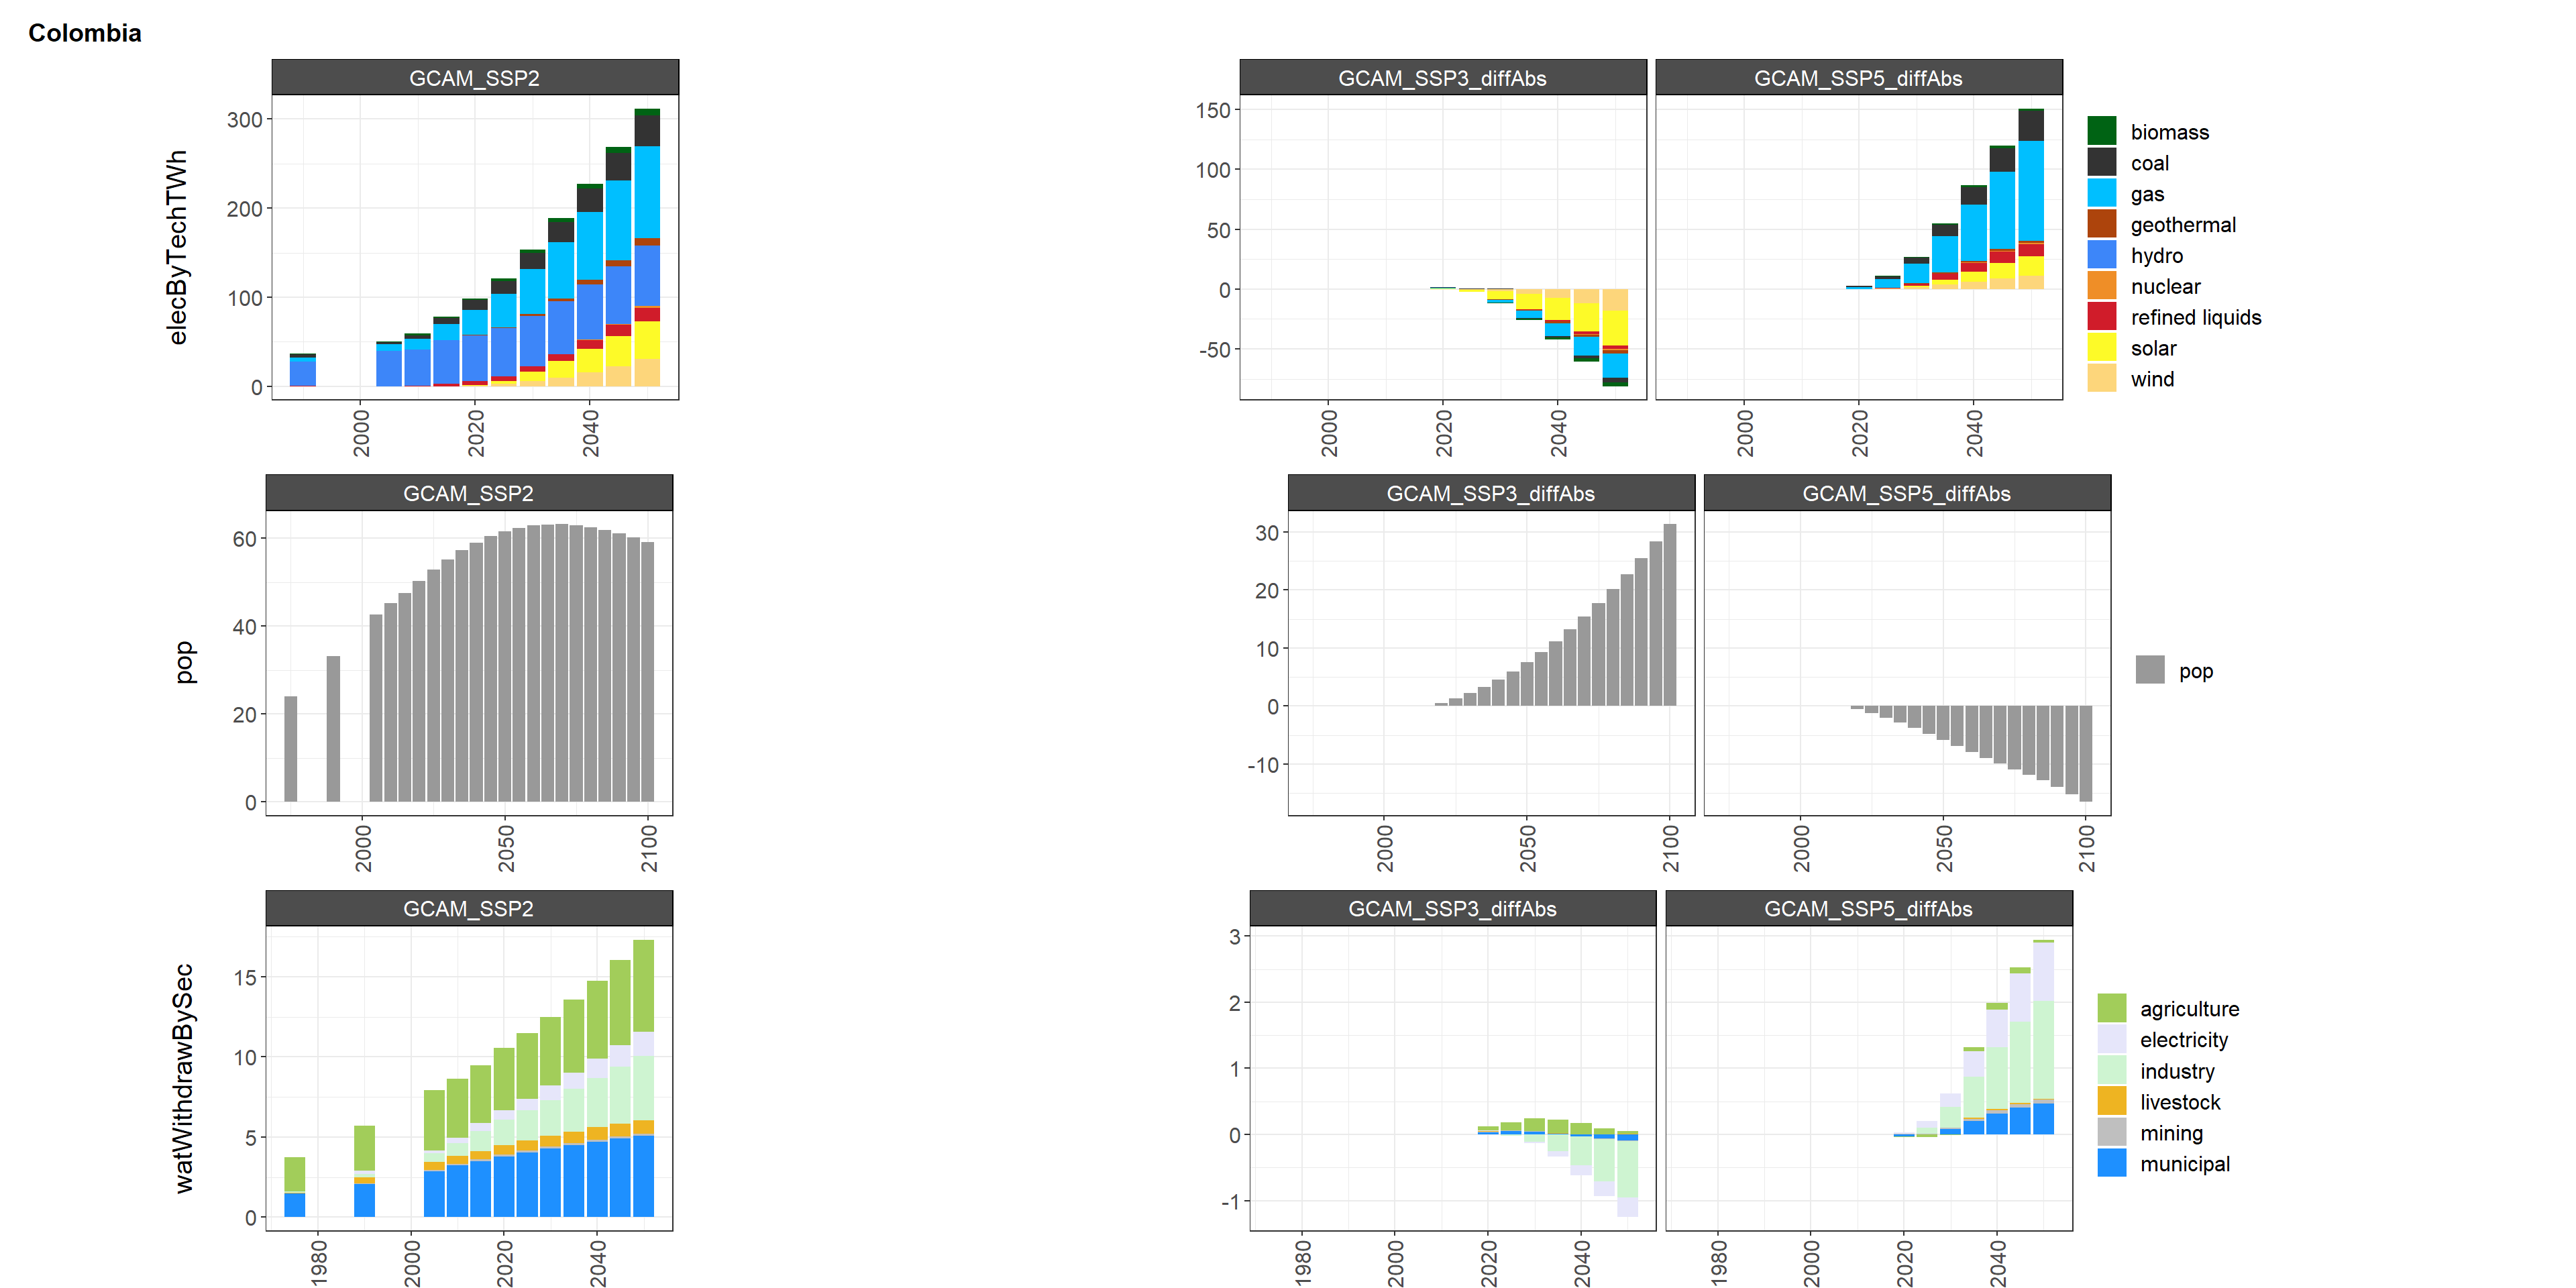 Colombia
GCAM_SSP2
GCAM_SSP3_diffAbs
GCAM_SSP5_diffAbs
elecByTechTWh
300
200
100
0
2000
2020
2040
150
100
50
0
-50
2000
2020
2040
2000
2020
2040
biomass
coal
gas
geothermal
hydro
nuclear
refined liquids
solar
wind
GCAM_SSP2
GCAM_SSP3_diffAbs
GCAM_SSP5_diffAbs
pop
60
40
20
0
2000
2050
2100
30
20
10
0
-10
2000
2050
2100
2000
2050
2100
pop
GCAM_SSP2
GCAM_SSP3_diffAbs
GCAM_SSP5_diffAbs
watWithdrawBySec
15
10
5
0
1980
2000
2020
2040
3
2
1
0
-1
1980
2000
2020
2040
1980
2000
2020
2040
agriculture
electricity
industry
livestock
mining
municipal